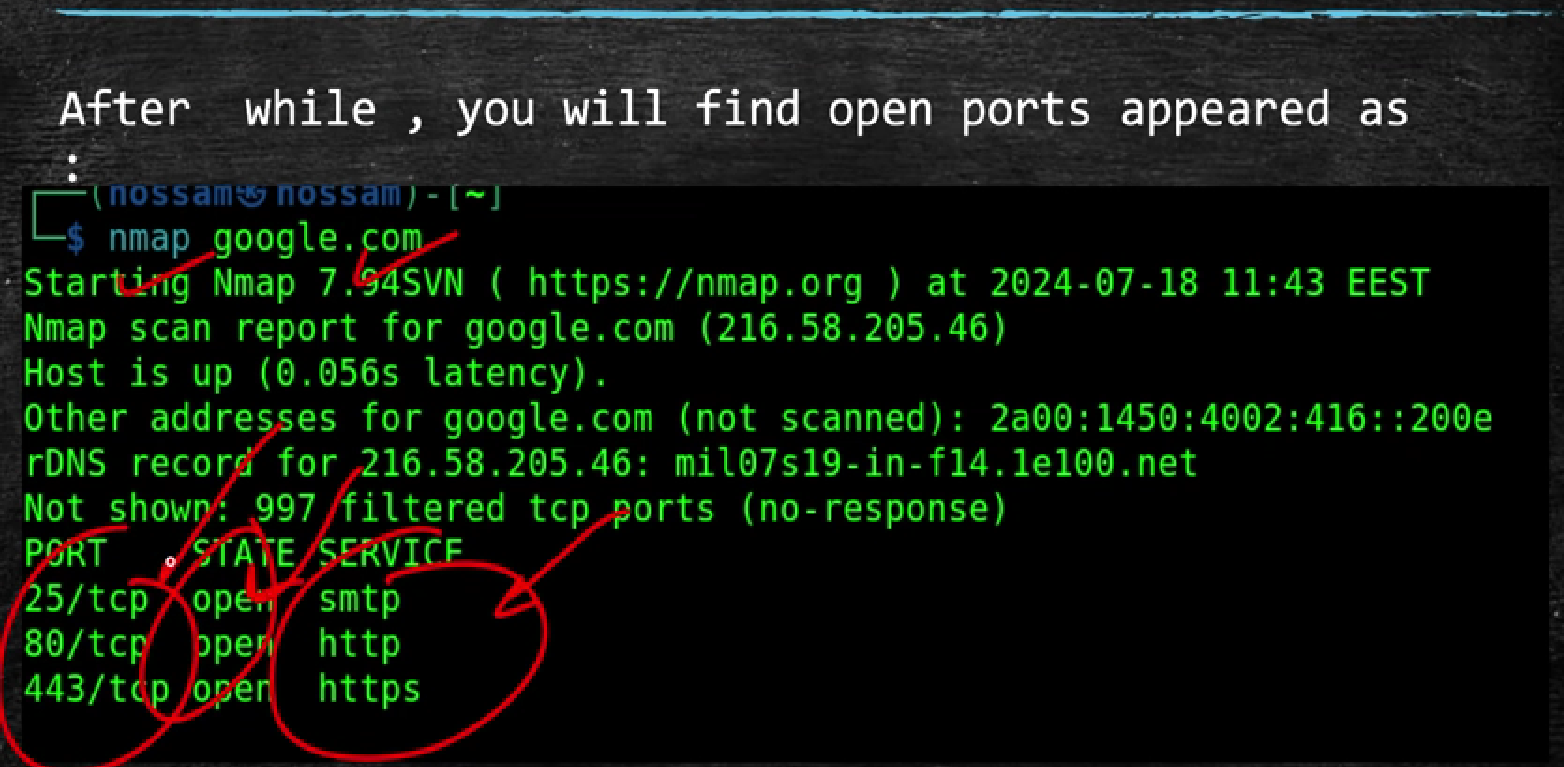 After while , you will find open ports appeared as
:
(hossam㉿hossam)-[~]
$ nmap google.com
Starting Nmap 7.94SVN ( https://nmap.org ) at 2024-07-18 11:43 EEST
Nmap scan report for google.com (216.58.205.46)
Host is up (0.056s latency).
Other addresses for google.com (not scanned): 2a00:1450:4002:416::200e
rDNS record for 216.58.205.46: mil07s19-in-f14.1e100.net
Not shown: 997 filtered tcp ports (no-response)
PORT STATE SERVICE
25/tcp open smtp
80/tcp open http
443/tcp open https